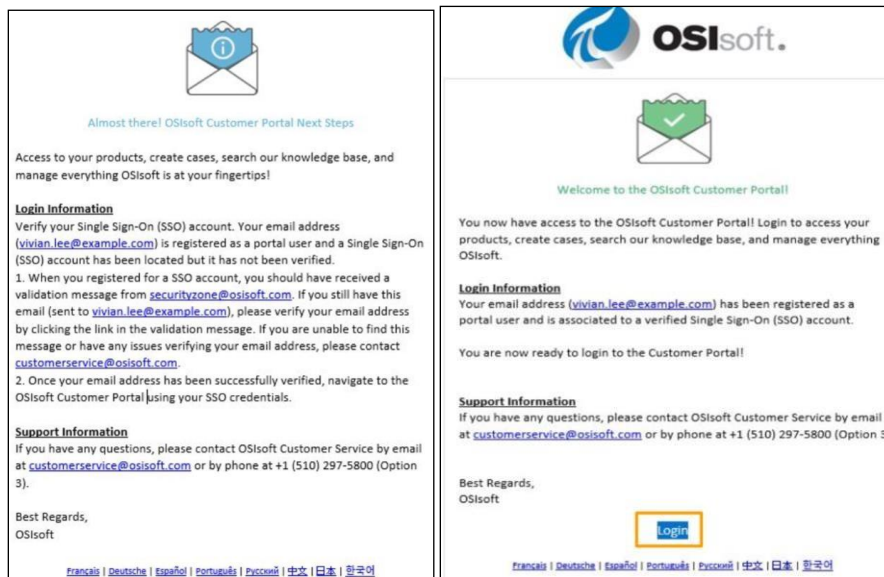 Almost there! OSIsoft Customer Portal Next Steps
Access to your products, create cases, search our knowledge base, and
manage everything OSIsoft is at your fingertips!
Login Information
Verify your Single Sign-On (SSO) account. Your email address
(vivian.lee@example.com) is registered as a portal user and a Single Sign-On
(SSO) account has been located but it has not been verified.
1. When you registered for a SSO account, you should have received a
validation message from securityzone@osisoft.com. If you still have this
email (sent to vivian.lee@example.com), please verify your email address
by clicking the link in the validation message. If you are unable to find this
message or have any issues verifying your email address, please contact
customerservice@osisoft.com.
2. Once your email address has been successfully verified, navigate to the
OSIsoft Customer Portal using your SSO credentials.
Support Information
If you have any questions, please contact OSIsoft Customer Service by email
at customerservice@osisoft.com or by phone at +1 (510) 297-5800 (Option
3).
Best Regards,
OSIsoft
Français | Deutsche | Español | Português | Русский | 中文 | 日本 | 한국어
OSIsoft.
Welcome to the OSIsoft Customer Portal!
You now have access to the OSIsoft Customer Portal! Login to access your
products, create cases, search our knowledge base, and manage everything
OSIsoft.
Login Information
Your email address (vivian.lee@example.com) has been registered as a
portal user and is associated to a verified Single Sign-On (SSO) account.
You are now ready to login to the Customer Portal!
Support Information
If you have any questions, please contact OSIsoft Customer Service by email
at customerservice@osisoft.com or by phone at +1 (510) 297-5800 (Option 3
Best Regards,
OSIsoft
Login
Français | Deutsche | Español | Português | Русский | 中文 | 日本 | 한국어